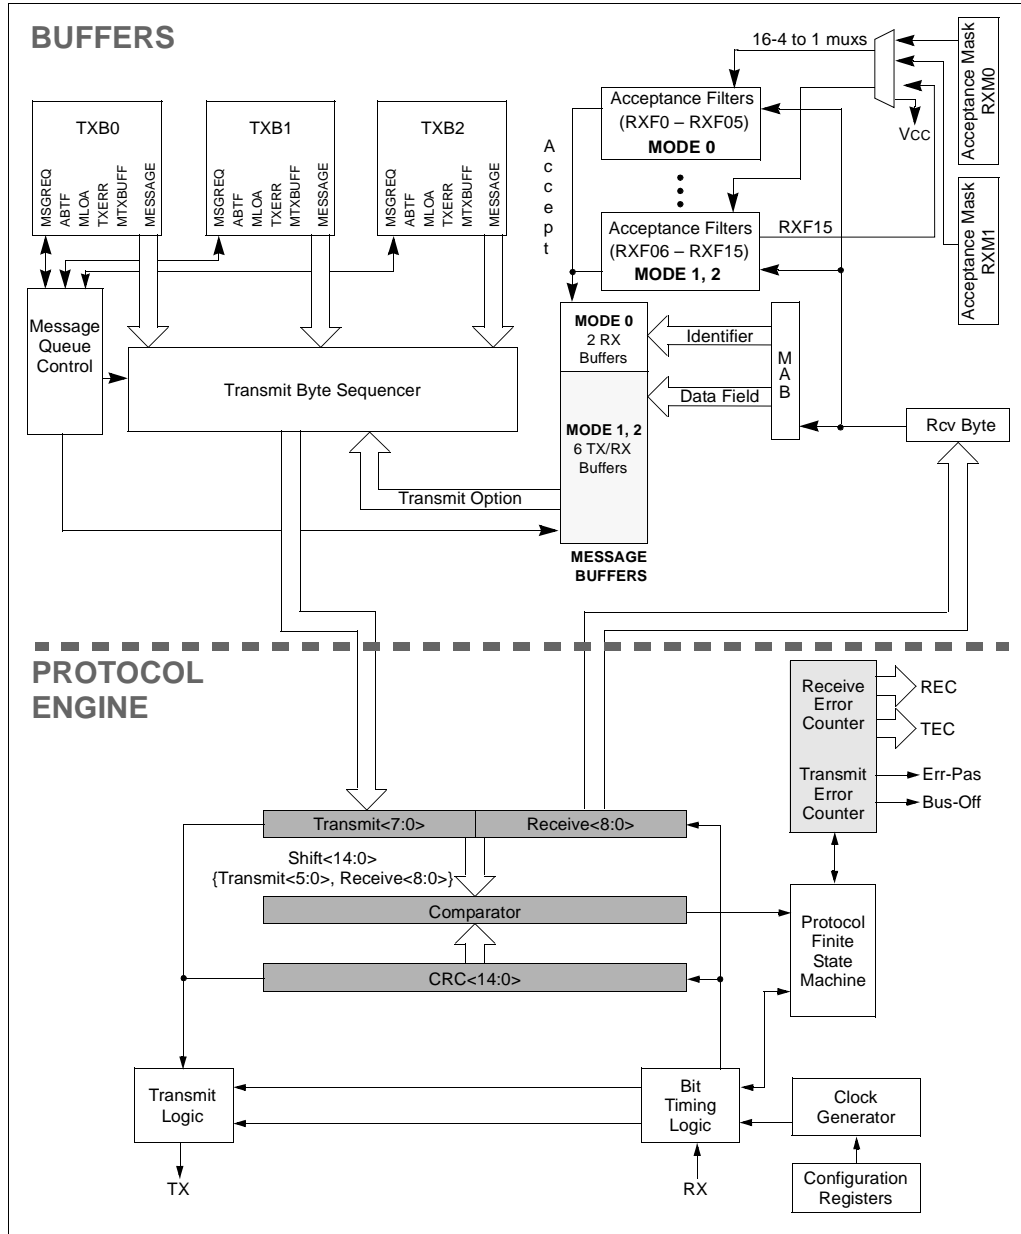 BUFFERS
16-4 to 1 muxs
Acceptance Mask
RXM0
VCC
Acceptance Filters
(RXF0 – RXF05)
MODE 0
Accept
TXB0
MSGREQ
ABTF
MLOA
TXERR
MTXBUFF
MESSAGE
TXB1
MSGREQ
ABTF
MLOA
TXERR
MTXBUFF
MESSAGE
TXB2
MSGREQ
ABTF
MLOA
TXERR
MTXBUFF
MESSAGE
Acceptance Filters
(RXF06 – RXF15)
MODE 1, 2
RXF15
Acceptance Mask
RXM1
Message
Queue
Control
Transmit Byte Sequencer
MODE 0
2 RX
Buffers
Identifier
Data Field
MAB
MODE 1, 2
6 TX/RX
Buffers
Rcv Byte
Transmit Option
MESSAGE
BUFFERS
PROTOCOL
ENGINE
Receive
Error
Counter
REC
TEC
Transmit
Error
Counter
Err-Pas
Bus-Off
Transmit<7:0>
Receive<8:0>
Shift<14:0>
{Transmit<5:0>, Receive<8:0>}
Comparator
CRC<14:0>
Protocol
Finite
State
Machine
Transmit
Logic
Bit
Timing
Logic
Clock
Generator
TX
RX
Configuration
Registers